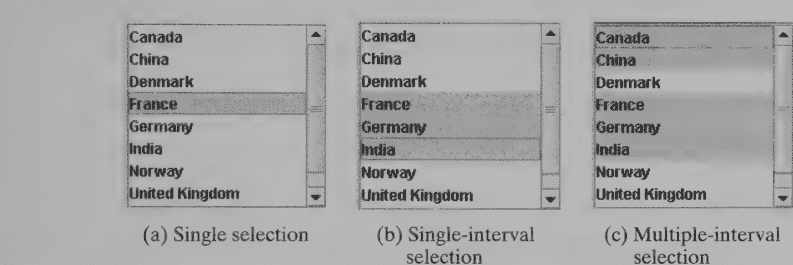 Canada
China
Denmark
France
Germany
India
Norway
United Kingdom
(a) Single selection
Canada
China
Denmark
France
Germany
India
Norway
United Kingdom
(b) Single-interval
selection
Canada
China
Denmark
France
Germany
India
Norway
United Kingdom
(c) Multiple-interval
selection